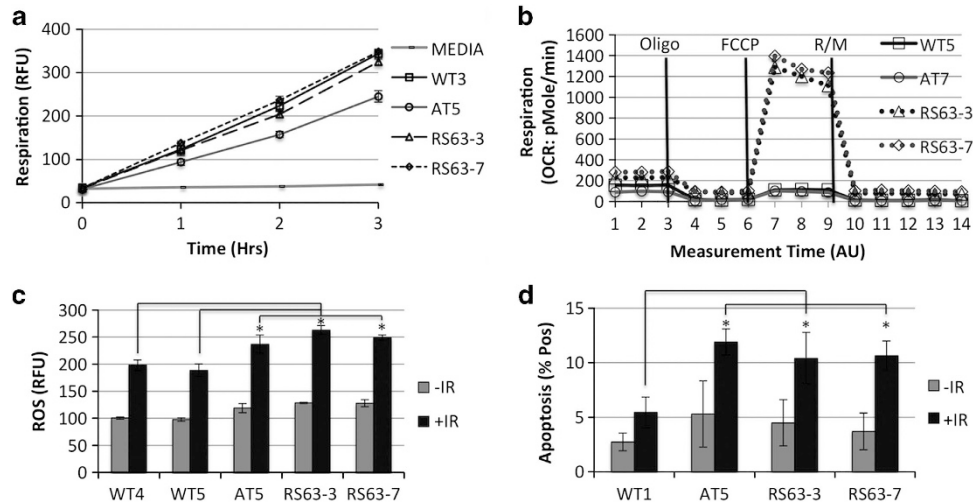 a
Respiration (RFU)
400
300
200
100
0
0 1 2 3
Time (Hrs)
MEDIA
WT3
AT5
RS63-3
RS63-7
b
Respiration
(OCR: pMole/min)
1600
1400
1200
1000
800
600
400
200
0
Oligo FCCP R/M
1 2 3 4 5 6 7 8 9 10 11 12 13 14
Measurement Time (AU)
WT5
AT7
RS63-3
RS63-7
c
ROS (RFU)
300
250
200
150
100
50
0
* * *
WT4 WT5 AT5 RS63-3 RS63-7
-IR
+IR
d
Apoptosis (% Pos)
15
10
5
0
* * *
WT1 AT5 RS63-3 RS63-7
-IR
+IR